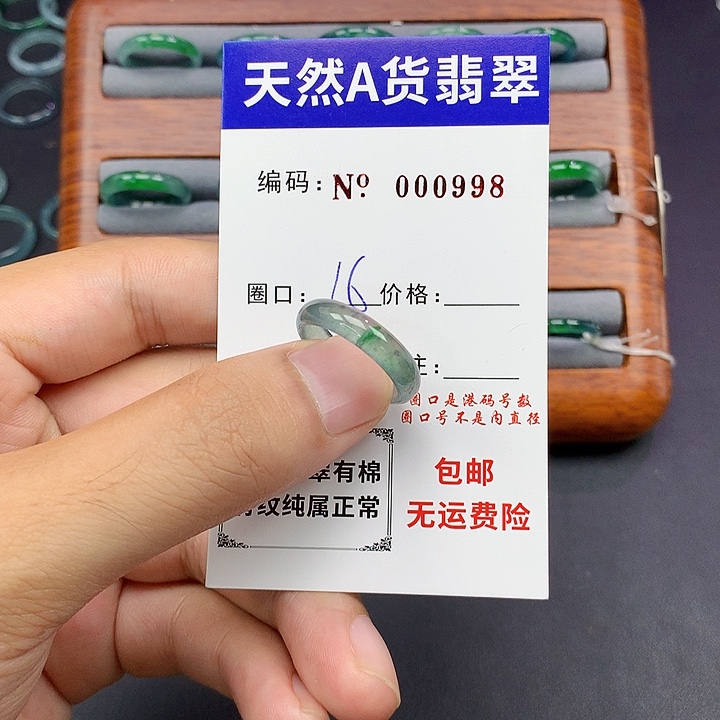 天然A货翡翠
编码：№ 000998
圈口：16 价格：
主：
圈口是港码号数
圈口号不是内直径
翠有棉
纹纯属正常
包邮
无运费险